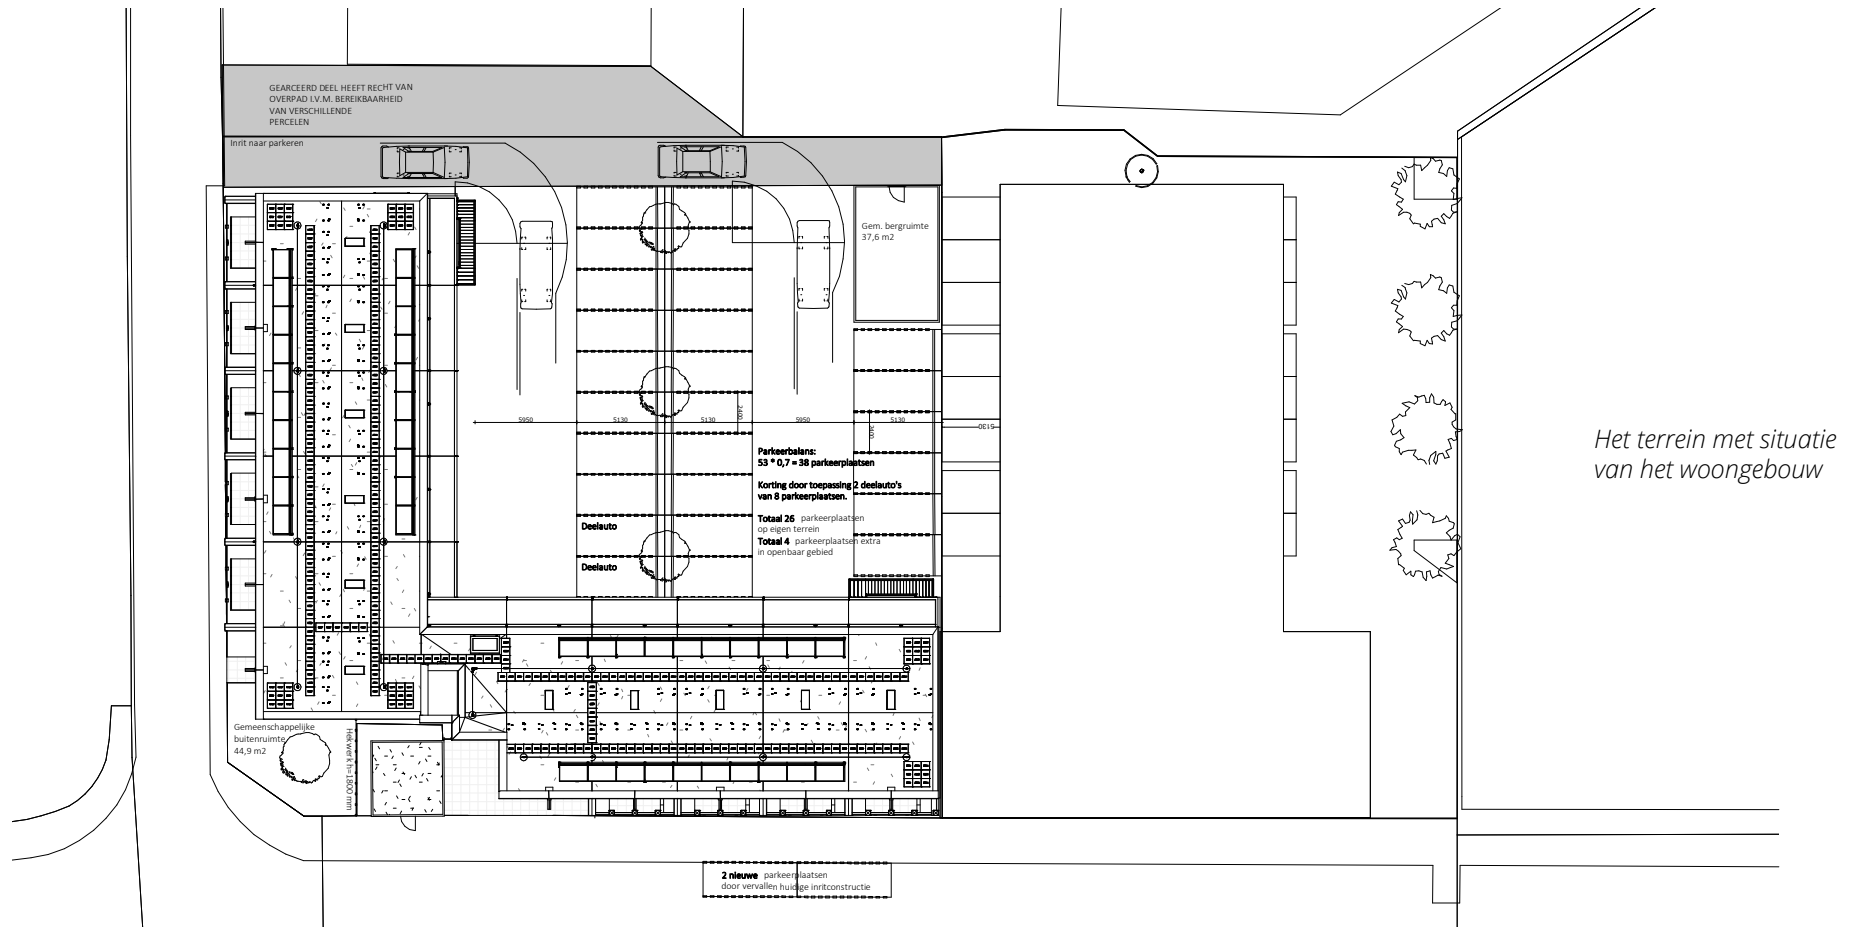 GEARCEERD DEEL HEEFT RECHT VAN
OVERPAD I.V.M. BEREIKBAARHEID
VAN VERSCHILLENDE
PERCELEN
Inrit naar parkeren
Gem. bergruimte
37,6 m2
5950
5130
5130
5950
5130
5130
2400
2400
Parkeerbalans:
53 * 0,7 = 38 parkeerplaatsen
Korting door toepassing 2 deelauto's
van 8 parkeerplaatsen.
Totaal 26 parkeerplaatsen
op eigen terrein
Totaal 4 parkeerplaatsen extra
in openbaar gebied
Deelauto
Deelauto
Het terrein met situatie
van het woongebouw
Gemeenschappelijke
buitenruimte
44,9 m2
Hekwerk h=1800 mm
2 nieuwe parkeerplaatsen
door vervallen huidige inritconstructie